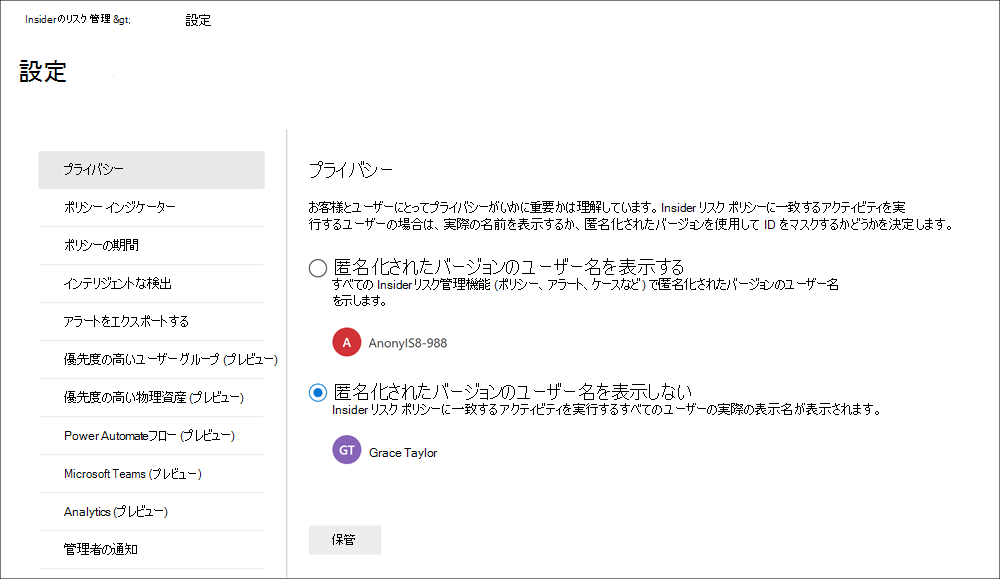 Insiderのリスク管理 &gt; 設定
設定
プライバシー
ポリシー インジケーター
ポリシーの期間
インテリジェントな検出
アラートをエクスポートする
優先度の高いユーザー グループ (プレビュー)
優先度の高い物理資産 (プレビュー)
Power Automateフロー (プレビュー)
Microsoft Teams (プレビュー)
Analytics (プレビュー)
管理者の通知
プライバシー
お客様とユーザーにとってプライバシーがいかに重要かは理解しています。Insider リスク ポリシーに一致するアクティビティを実
行するユーザーの場合は、実際の名前を表示するか、匿名化されたバージョンを使用して ID をマスクするかどうかを決定します。
匿名化されたバージョンのユーザー名を表示する
すべての Insider リスク管理機能 (ポリシー、アラート、ケースなど) で匿名化されたバージョンのユーザー名
を示します。
A AnonyIS8-988
匿名化されたバージョンのユーザー名を表示しない
Insider リスク ポリシーに一致するアクティビティを実行するすべてのユーザーの実際の表示名が表示されます。
GT Grace Taylor
保管